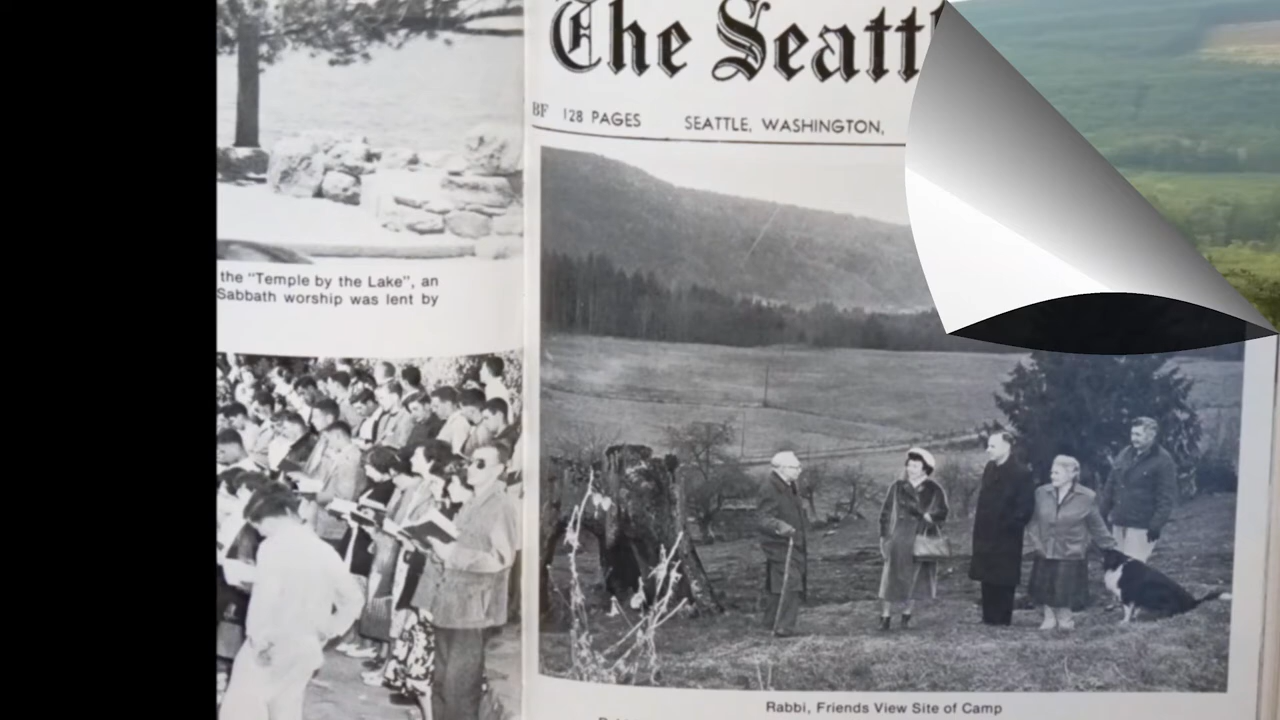 the "Temple by the Lake", an
Sabbath worship was lent by
The Seatt
BF 128 PAGES SEATTLE, WASHINGTON,
Rabbi, Friends View Site of Camp